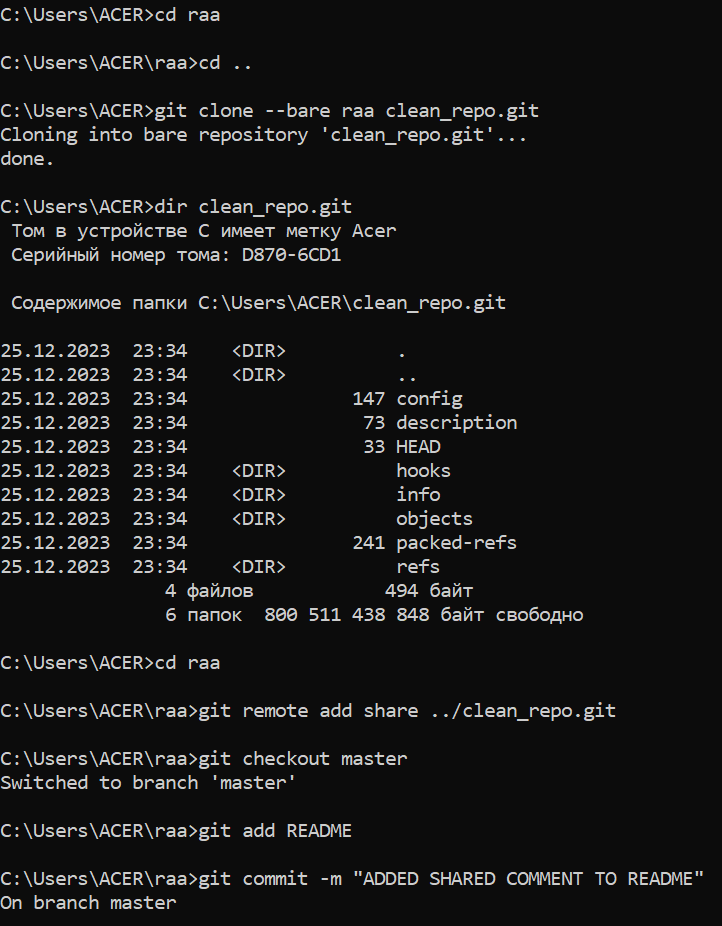 C:\Users\ACER>cd raa
C:\Users\ACER\raa>cd ..
C:\Users\ACER>git clone --bare raa clean_repo.git
Cloning into bare repository 'clean_repo.git'...
done.
C:\Users\ACER>dir clean_repo.git
Том в устройстве C имеет метку Acer
Серийный номер тома: D870-6CD1
Содержимое папки C:\Users\ACER\clean_repo.git
25.12.2023  23:34    <DIR>          .
25.12.2023  23:34    <DIR>          ..
25.12.2023  23:34               147 config
25.12.2023  23:34                73 description
25.12.2023  23:34                33 HEAD
25.12.2023  23:34    <DIR>          hooks
25.12.2023  23:34    <DIR>          info
25.12.2023  23:34    <DIR>          objects
25.12.2023  23:34               241 packed-refs
25.12.2023  23:34    <DIR>          refs
4 файлов            494 байт
6 папок  800 511 438 848 байт свободно
C:\Users\ACER>cd raa
C:\Users\ACER\raa>git remote add share ../clean_repo.git
C:\Users\ACER\raa>git checkout master
Switched to branch 'master'
C:\Users\ACER\raa>git add README
C:\Users\ACER\raa>git commit -m "ADDED SHARED COMMENT TO README"
On branch master